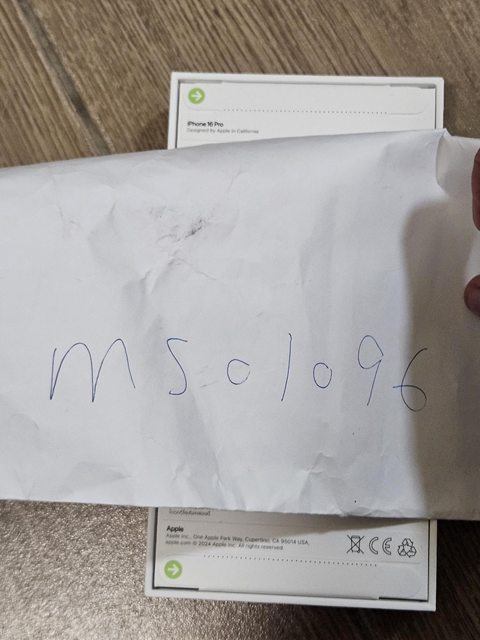 iPhone 16 Pro
Designed by Apple in California
ms01096
Apple
Apple Inc., One Apple Park Way, Cupertino, CA 95014 USA.
apple.com © 2024 Apple Inc. All rights reserved.
CE